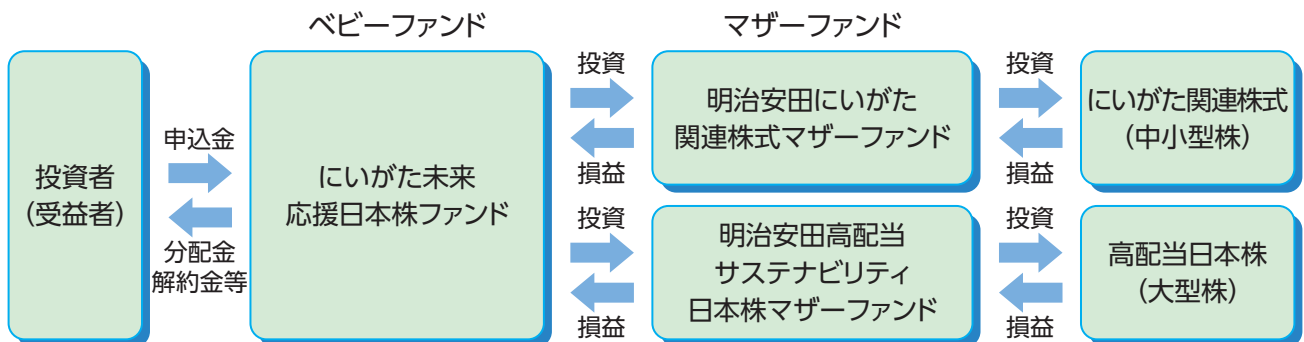 ベビーファンド
マザーファンド
投資者
(受益者)
申込金
分配金
解約金等
にいがた未来
応援日本株ファンド
投資
損益
明治安田にいがた
関連株式マザーファンド
投資
損益
にいがた関連株式
(中小型株)
投資
損益
明治安田高配当
サステナビリティ
日本株マザーファンド
投資
損益
高配当日本株
(大型株)